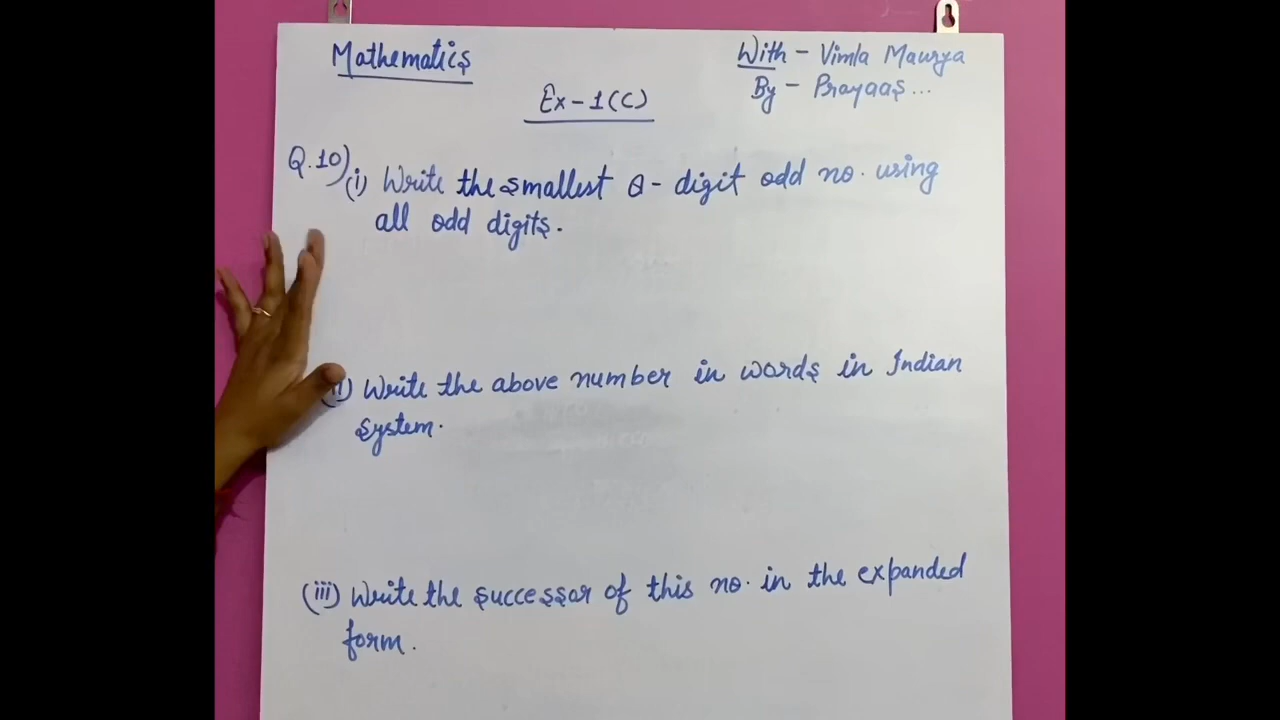 Mathematics
With - Vimla Maurya
By - Prayaas...
Ex-1(C)
Q.10) (i) Write the smallest 8-digit odd no. using
all odd digits.
(ii) Write the above number in words in Indian
system.
(iii) Write the successor of this no. in the expanded
form.